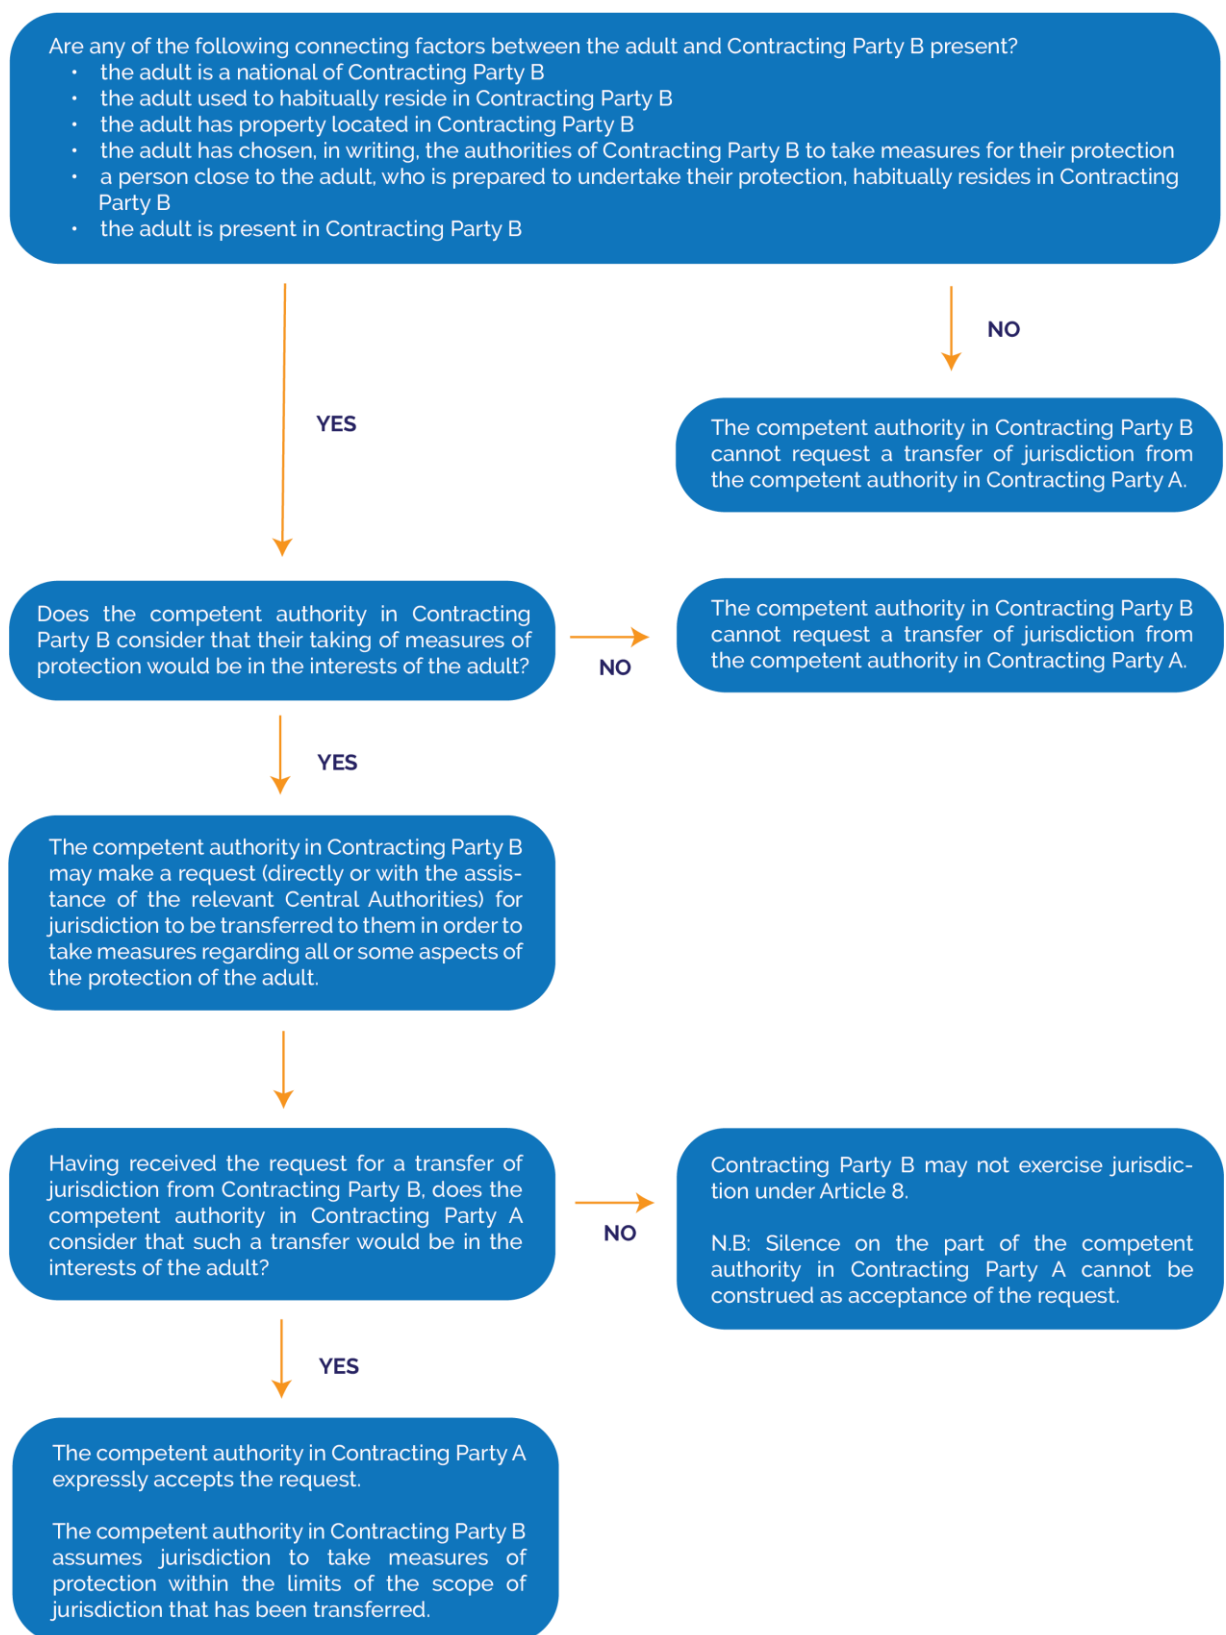 Are any of the following connecting factors between the adult and Contracting Party B present?
• the adult is a national of Contracting Party B
• the adult used to habitually reside in Contracting Party B
• the adult has property located in Contracting Party B
• the adult has chosen, in writing, the authorities of Contracting Party B to take measures for their protection
• a person close to the adult, who is prepared to undertake their protection, habitually resides in Contracting
Party B
• the adult is present in Contracting Party B
NO
YES
The competent authority in Contracting Party B
cannot request a transfer of jurisdiction from
the competent authority in Contracting Party A.
Does the competent authority in Contracting
Party B consider that their taking of measures of
protection would be in the interests of the adult?
NO
The competent authority in Contracting Party B
cannot request a transfer of jurisdiction from
the competent authority in Contracting Party A.
YES
The competent authority in Contracting Party B
may make a request (directly or with the assis-
tance of the relevant Central Authorities) for
jurisdiction to be transferred to them in order to
take measures regarding all or some aspects of
the protection of the adult.
Having received the request for a transfer of
jurisdiction from Contracting Party B, does the
competent authority in Contracting Party A
consider that such a transfer would be in the
interests of the adult?
NO
Contracting Party B may not exercise jurisdic-
tion under Article 8.
N.B: Silence on the part of the competent
authority in Contracting Party A cannot be
construed as acceptance of the request.
YES
The competent authority in Contracting Party A
expressly accepts the request.
The competent authority in Contracting Party B
assumes jurisdiction to take measures of
protection within the limits of the scope of
jurisdiction that has been transferred.